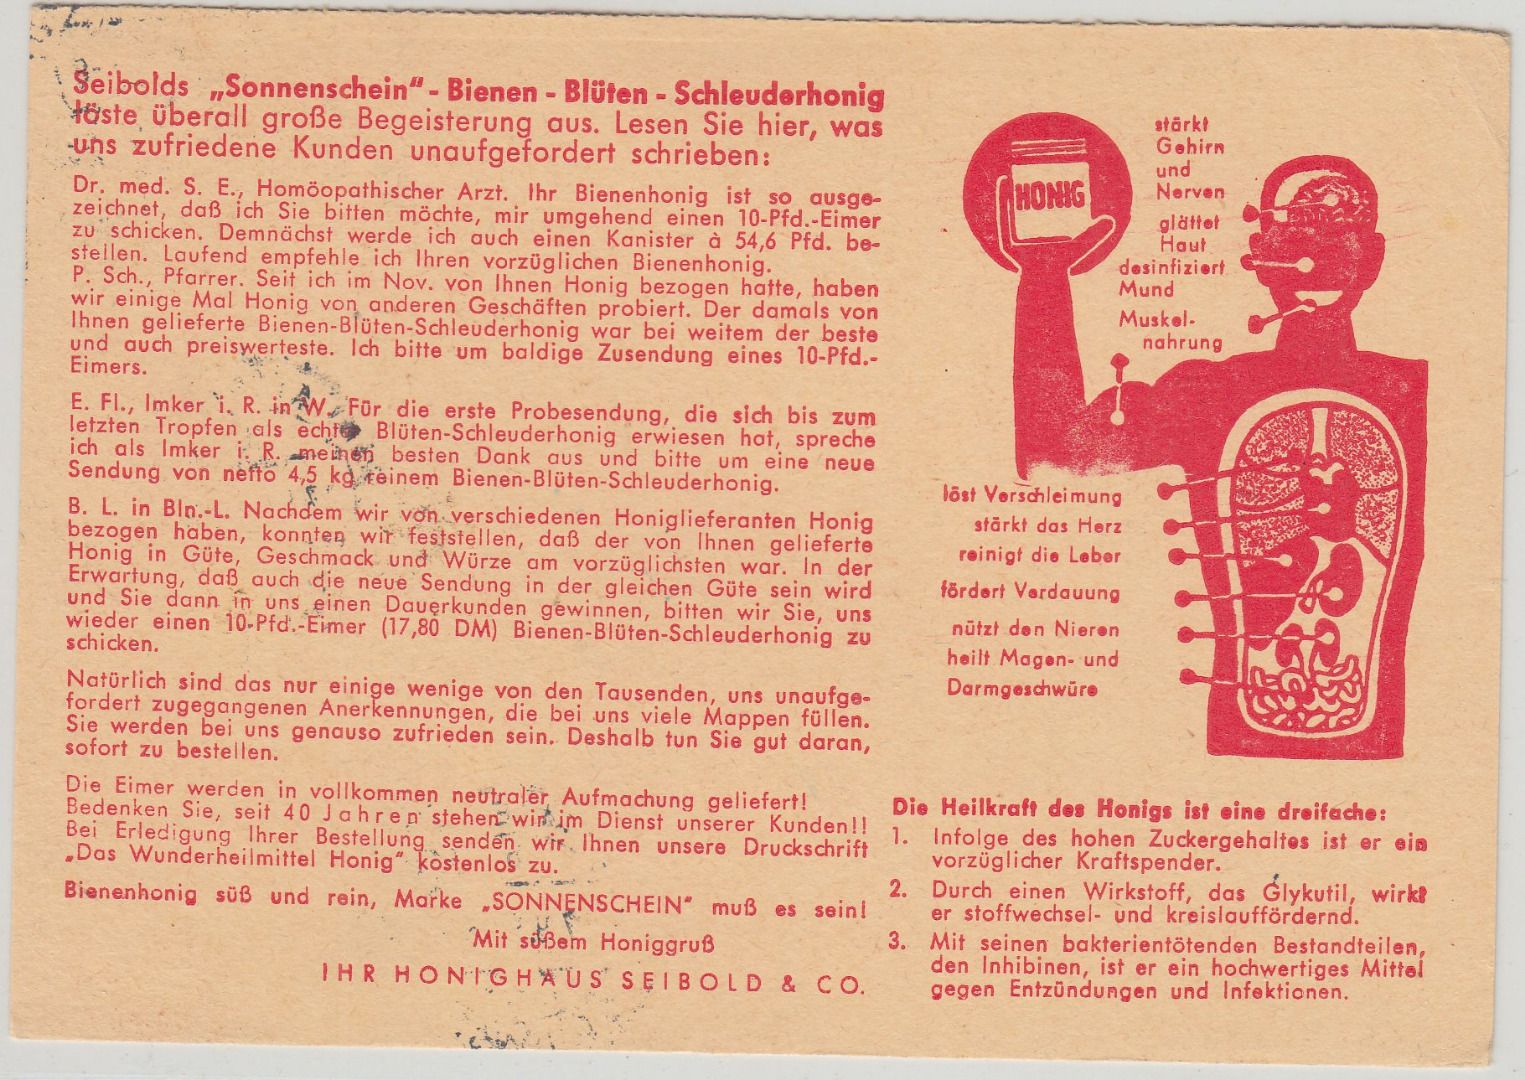 Seibolds „Sonnenschein“ - Bienen - Blüten - Schleuderhonig
löste überall große Begeisterung aus. Lesen Sie hier, was
uns zufriedene Kunden unaufgefordert schrieben:
Dr. med. S. E., Homöopathischer Arzt. Ihr Bienenhonig ist so ausge-
zeichnet, daß ich Sie bitten möchte, mir umgehend einen 10-Pfd.-Eimer
zu schicken. Demnächst werde ich auch einen Kanister à 54,6 Pfd. be-
stellen. Laufend empfehle ich Ihren vorzüglichen Bienenhonig.
P. Sch., Pfarrer. Seit ich im Nov. von Ihnen Honig bezogen hatte, haben
wir einige Mal Honig von anderen Geschäften probiert. Der damals von
Ihnen gelieferte Bienen-Blüten-Schleuderhonig war bei weitem der beste
und auch preiswerteste. Ich bitte um baldige Zusendung eines 10-Pfd.-
Eimers.
E. Fl., Imker i. R. in W. Für die erste Probesendung, die sich bis zum
letzten Tropfen als echter Blüten-Schleuderhonig erwiesen hat, spreche
ich als Imker i. R. meinen besten Dank aus und bitte um eine neue
Sendung von netto 4,5 kg reinem Bienen-Blüten-Schleuderhonig.
B. L. in Bln.-L. Nachdem wir von verschiedenen Honiglieferanten Honig
bezogen haben, konnten wir feststellen, daß der von Ihnen gelieferte
Honig in Güte, Geschmack und Würze am vorzüglichsten war. In der
Erwartung, daß auch die neue Sendung in der gleichen Güte sein wird
und Sie dann in uns einen Dauerkunden gewinnen, bitten wir Sie, uns
wieder einen 10-Pfd.-Eimer (17,80 DM) Bienen-Blüten-Schleuderhonig zu
schicken.
Natürlich sind das nur einige wenige von den Tausenden, uns unaufge-
fordert zugegangenen Anerkennungen, die bei uns viele Mappen füllen.
Sie werden bei uns genauso zufrieden sein. Deshalb tun Sie gut daran,
sofort zu bestellen.
Die Eimer werden in vollkommen neutraler Aufmachung geliefert!
Bedenken Sie, seit 40 Jahren stehen wir im Dienst unserer Kunden!!
Bei Erledigung Ihrer Bestellung senden wir Ihnen unsere Druckschrift
„Das Wunderheilmittel Honig“ kostenlos zu.
Bienenhonig süß und rein, Marke „SONNENSCHEIN“ muß es sein!
Mit süßem Honiggruß
IHR HONIGHAUS SEIBOLD & CO.
HONIG
stärkt
Gehirn
und
Nerven
glättet
Haut
desinfiziert
Mund
Muskel-
nahrung
löst Verschleimung
stärkt das Herz
reinigt die Leber
fördert Verdauung
nützt den Nieren
heilt Magen- und
Darmgeschwüre
Die Heilkraft des Honigs ist eine dreifache:
1. Infolge des hohen Zuckergehaltes ist er ein
vorzüglicher Kraftspender.
2. Durch einen Wirkstoff, das Glykutil, wirkt
er stoffwechsel- und kreislauffördernd.
3. Mit seinen bakterientötenden Bestandteilen,
den Inhibinen, ist er ein hochwertiges Mittel
gegen Entzündungen und Infektionen.